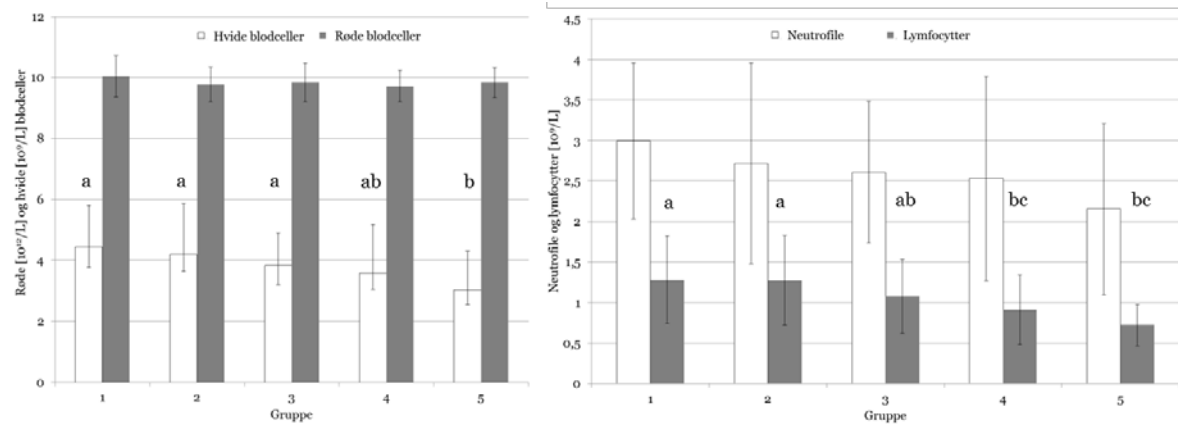 12
10
8
6
4
2
0
Hvide blodceller
Røde blodceller
a
a
a
ab
b
1
2
3
4
5
Gruppe
Røde [10¹²/L] og hvide [10⁹/L] blodceller
4,5
4
3,5
3
2,5
2
1,5
1
0,5
0
Neutrofile
Lymfocytter
a
a
ab
bc
bc
1
2
3
4
5
Gruppe
Neutrofile og lymfocytter [10⁹/L]